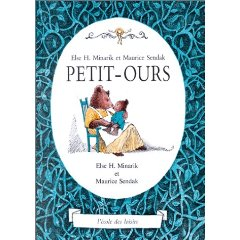 Else H. Minarik et Maurice Sendak
PETIT-OURS
Else H. Minarik
et
Maurice Sendak
l'école des loisirs